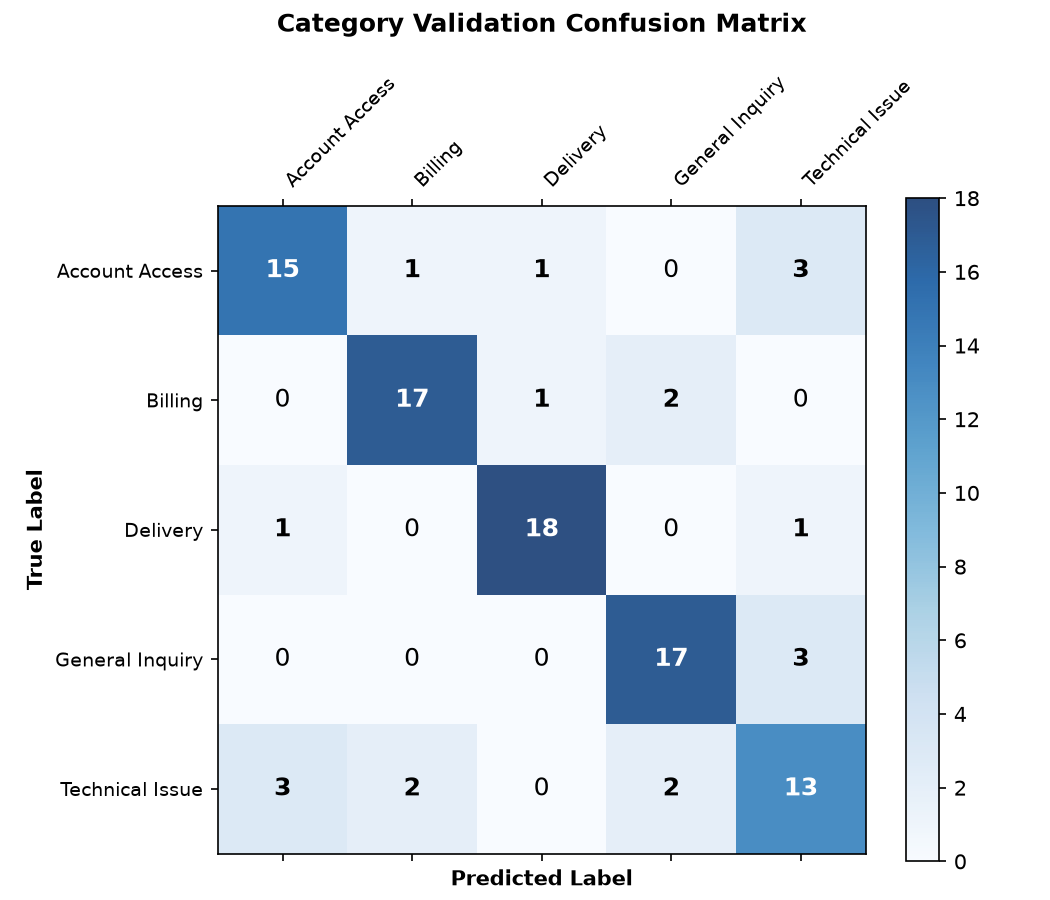 Category Validation Confusion Matrix
Account Access
Billing
Delivery
General Inquiry
Technical Issue
Account Access 15 1 1 0 3
Billing 0 17 1 2 0
Delivery 1 0 18 0 1
General Inquiry 0 0 0 17 3
Technical Issue 3 2 0 2 13
True Label
Predicted Label
18
16
14
12
10
8
6
4
2
0